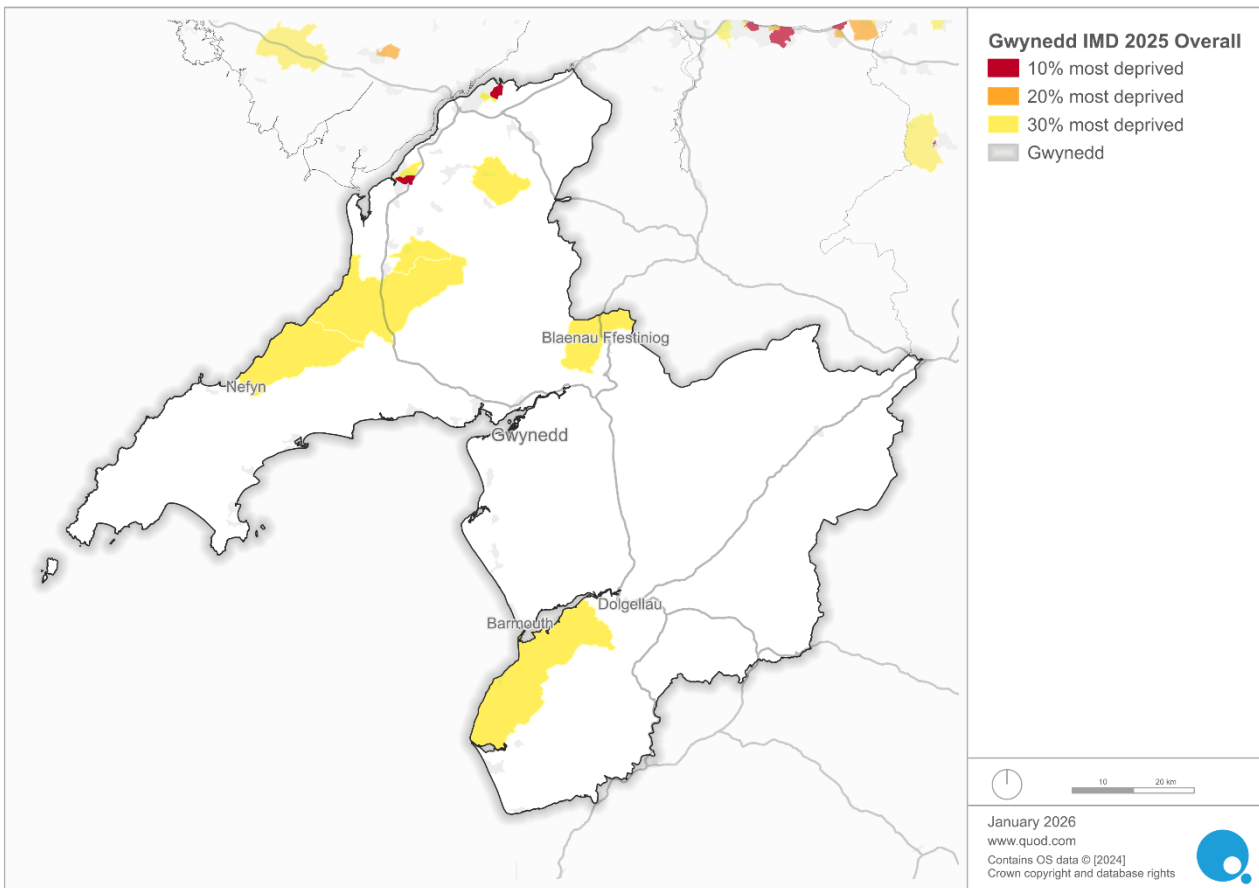 Gwynedd IMD 2025 Overall
10% most deprived
20% most deprived
30% most deprived
Gwynedd
Blaenau Ffestiniog
Nefyn
Gwynedd
Dolgellau
Barmouth
10 20 km
January 2026
www.quod.com
Contains OS data © [2024]
Crown copyright and database rights